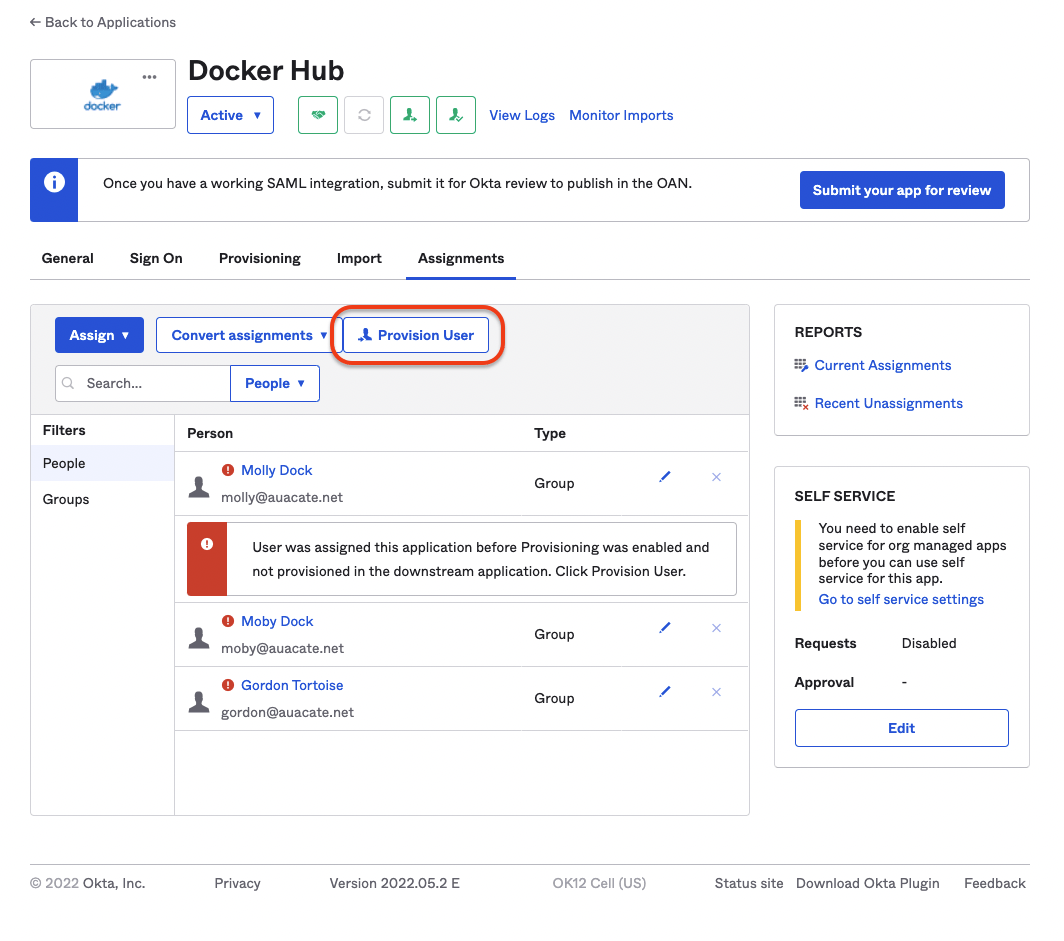 ← Back to Applications
docker
Docker Hub
Active ▼
View Logs
Monitor Imports
Once you have a working SAML integration, submit it for Okta review to publish in the OAN.
Submit your app for review
General
Sign On
Provisioning
Import
Assignments
Assign ▼
Convert assignments ▼
Provision User
Search...
People ▼
Filters
People
Groups
Person
Type
Molly Dock
molly@auacate.net
Group
User was assigned this application before Provisioning was enabled and
not provisioned in the downstream application. Click Provision User.
Moby Dock
moby@auacate.net
Group
Gordon Tortoise
gordon@auacate.net
Group
REPORTS
Current Assignments
Recent Unassignments
SELF SERVICE
You need to enable self
service for org managed apps
before you can use self
service for this app.
Go to self service settings
Requests Disabled
Approval -
Edit
© 2022 Okta, Inc.
Privacy
Version 2022.05.2 E
OK12 Cell (US)
Status site
Download Okta Plugin
Feedback